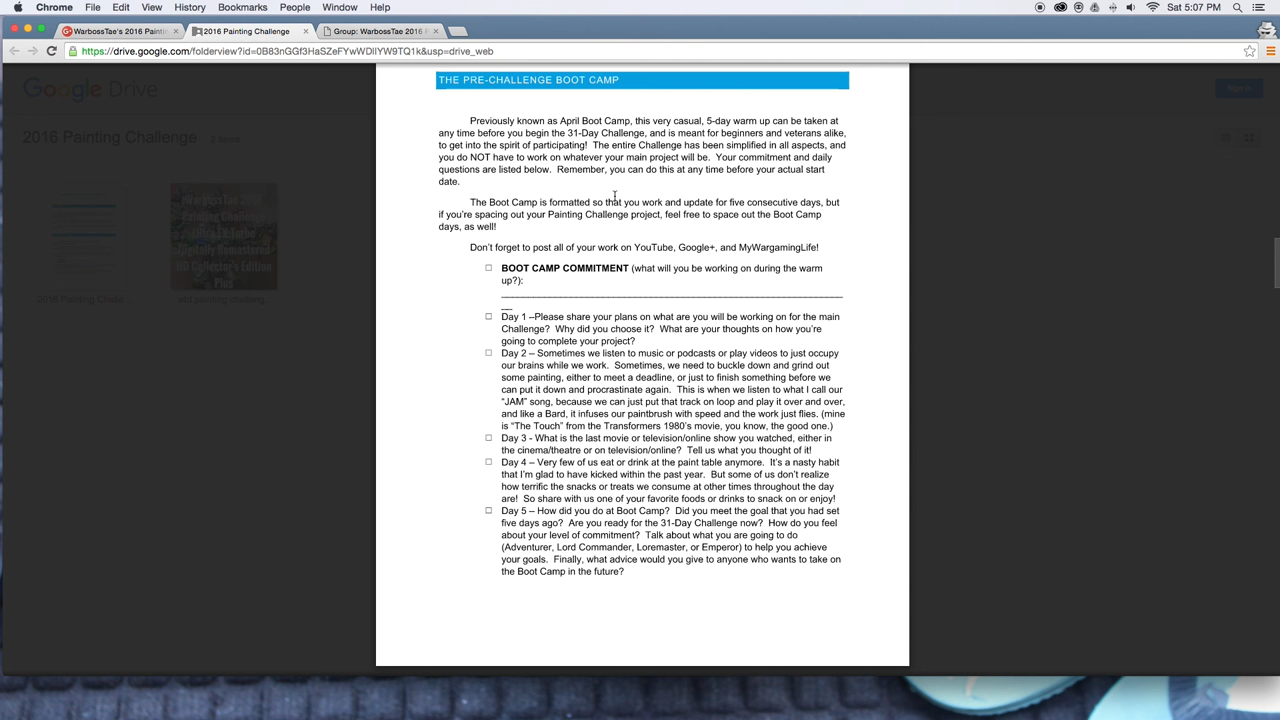 Chrome File Edit View History Bookmarks People Window Help Sat 5:07 PM
WarbossTae's 2016 Painti 2016 Painting Challenge Group: WarbossTae 2016 P
https://drive.google.com/folderview?id=0B83nGGf3HaSZeFYwWDlIYW9TQ1k&usp=drive_web
Google Drive
Sign in
2016 Painting Challenge 2 items
2016 Painting Challe
edit painting challeng
THE PRE-CHALLENGE BOOT CAMP
Previously known as April Boot Camp, this very casual, 5-day warm up can be taken at
any time before you begin the 31-Day Challenge, and is meant for beginners and veterans alike,
to get into the spirit of participating! The entire Challenge has been simplified in all aspects, and
you do NOT have to work on whatever your main project will be. Your commitment and daily
questions are listed below. Remember, you can do this at any time before your actual start
date.
The Boot Camp is formatted so that you work and update for five consecutive days, but
if you're spacing out your Painting Challenge project, feel free to space out the Boot Camp
days, as well!
Don't forget to post all of your work on YouTube, Google+, and MyWargamingLife!
BOOT CAMP COMMITMENT (what will you be working on during the warm
up?):
Day 1 –Please share your plans on what are you will be working on for the main
Challenge? Why did you choose it? What are your thoughts on how you're
going to complete your project?
Day 2 – Sometimes we listen to music or podcasts or play videos to just occupy
our brains while we work. Sometimes, we need to buckle down and grind out
some painting, either to meet a deadline, or just to finish something before we
can put it down and procrastinate again. This is when we listen to what I call our
"JAM" song, because we can just put that track on loop and play it over and over,
and like a Bard, it infuses our paintbrush with speed and the work just flies. (mine
is "The Touch" from the Transformers 1980's movie, you know, the good one.)
Day 3 - What is the last movie or television/online show you watched, either in
the cinema/theatre or on television/online? Tell us what you thought of it!
Day 4 – Very few of us eat or drink at the paint table anymore. It's a nasty habit
that I'm glad to have kicked within the past year. But some of us don't realize
how terrific the snacks or treats we consume at other times throughout the day
are! So share with us one of your favorite foods or drinks to snack on or enjoy!
Day 5 – How did you do at Boot Camp? Did you meet the goal that you had set
five days ago? Are you ready for the 31-Day Challenge now? How do you feel
about your level of commitment? Talk about what you are going to do
(Adventurer, Lord Commander, Loremaster, or Emperor) to help you achieve
your goals. Finally, what advice would you give to anyone who wants to take on
the Boot Camp in the future?